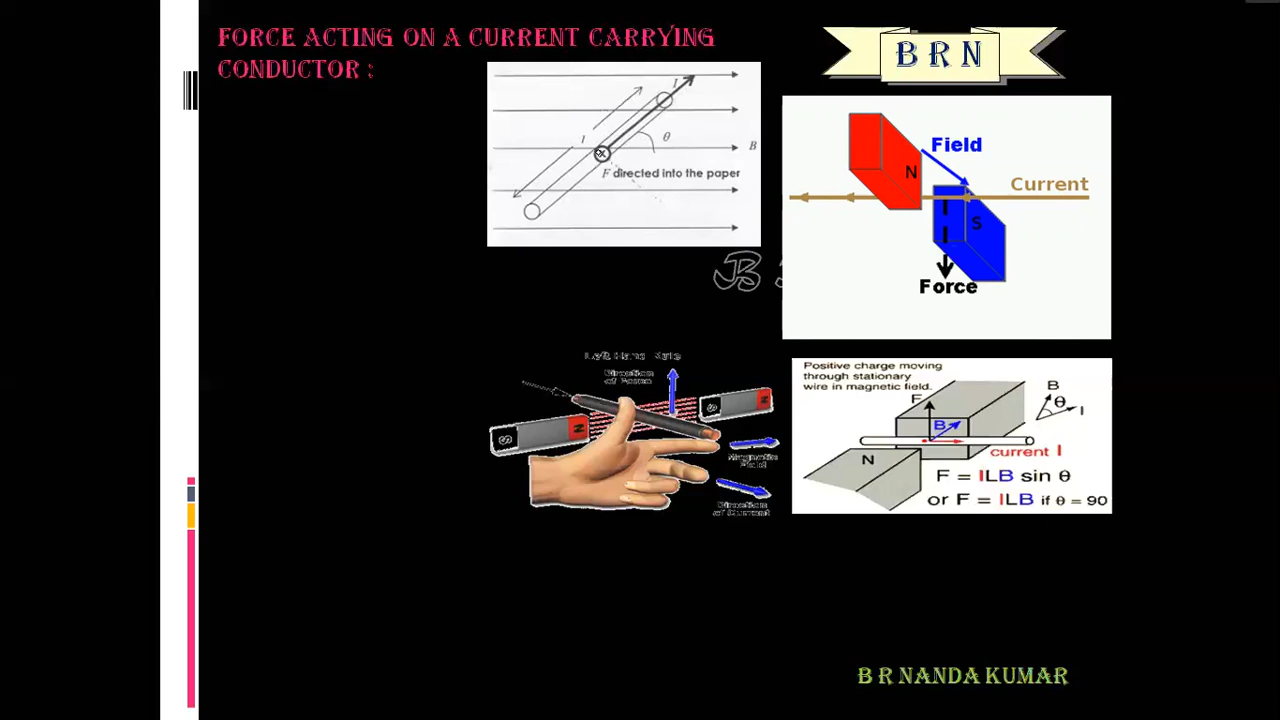 FORCE ACTING ON A CURRENT CARRYING
CONDUCTOR :
B R N
I
l
θ
B
F directed into the paper
Field
N
Current
S
Force
Left Hand Rule
Direction
of Force
S
N
S
N
Magnetic
Field
Direction
of Current
Positive charge moving
through stationary
wire in magnetic field.
F
B
B
θ
I
current I
N
F = ILB sin θ
or F = ILB if θ = 90
B R NANDA KUMAR